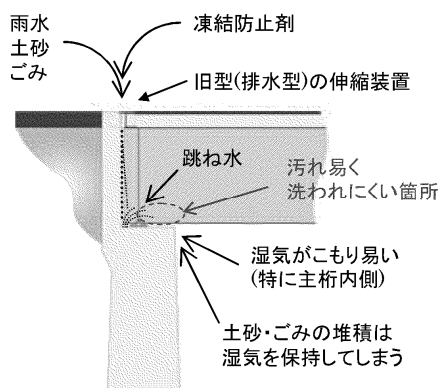 雨水
土砂
ごみ
凍結防止剤
旧型(排水型)の伸縮装置
跳ね水
汚れ易く
洗われにくい箇所
湿気がこもり易い
(特に主桁内側)
土砂・ごみの堆積は
湿気を保持してしまう